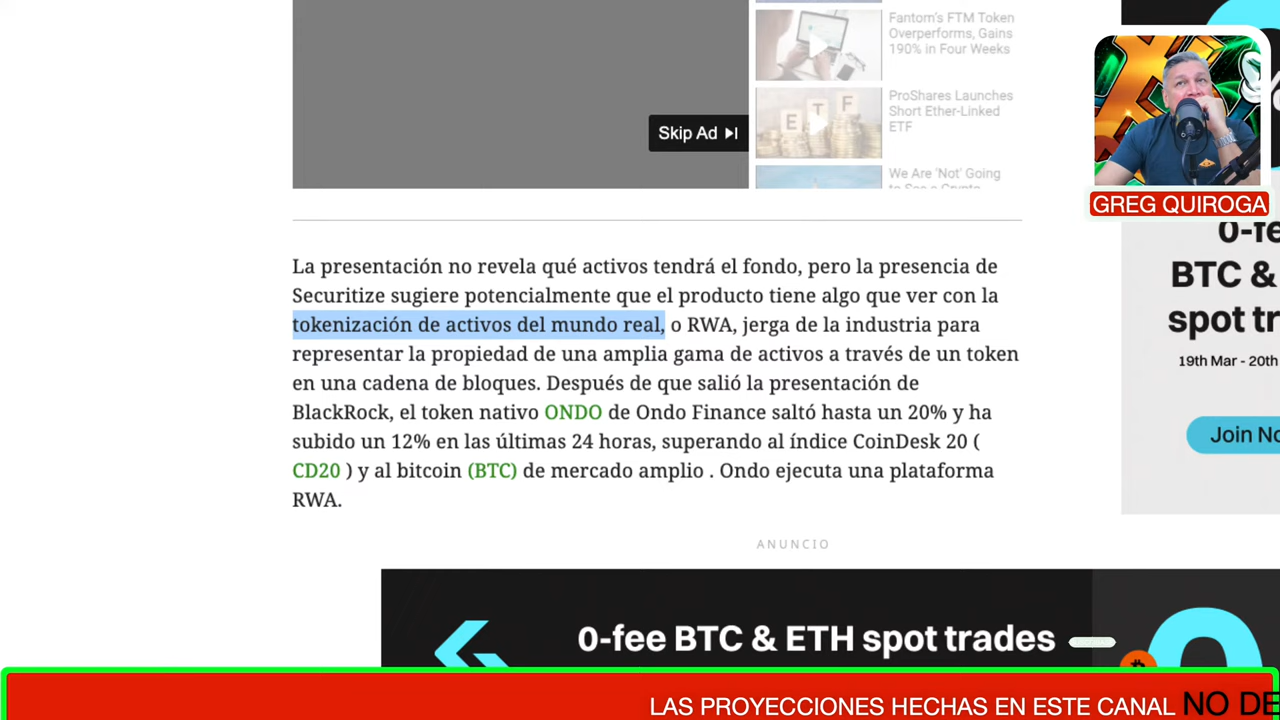 Fantom's FTM Token
Overperforms, Gains
190% in Four Weeks
ProShares Launches
Short Ether-Linked
ETF
We Are 'Not' Going
Skip Ad
E T F
GREG QUIROGA
La presentación no revela qué activos tendrá el fondo, pero la presencia de
Securitize sugiere potencialmente que el producto tiene algo que ver con la
tokenización de activos del mundo real, o RWA, jerga de la industria para
representar la propiedad de una amplia gama de activos a través de un token
en una cadena de bloques. Después de que salió la presentación de
BlackRock, el token nativo ONDO de Ondo Finance saltó hasta un 20% y ha
subido un 12% en las últimas 24 horas, superando al índice CoinDesk 20 (
CD20 ) y al bitcoin (BTC) de mercado amplio . Ondo ejecuta una plataforma
RWA.
0-fe
BTC &
spot tr
19th Mar - 20th
Join No
ANUNCIO
0-fee BTC & ETH spot trades
LAS PROYECCIONES HECHAS EN ESTE CANAL NO DE